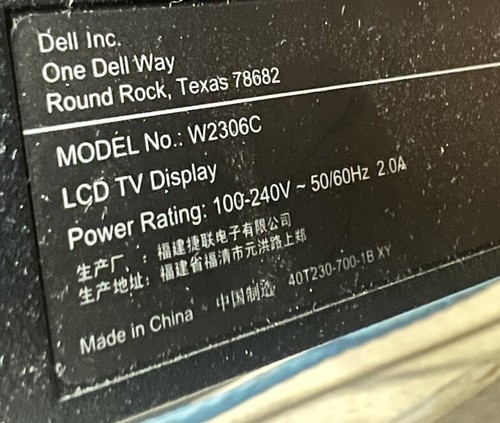 Dell Inc.
One Dell Way
Round Rock, Texas 78682
MODEL No.: W2306C
LCD TV Display
Power Rating: 100-240V ~ 50/60Hz 2.0A
生产厂 : 福建捷联电子有限公司
生产地址: 福建省福清市元洪路上郑
Made in China 中国制造 40T230-700-1B XY